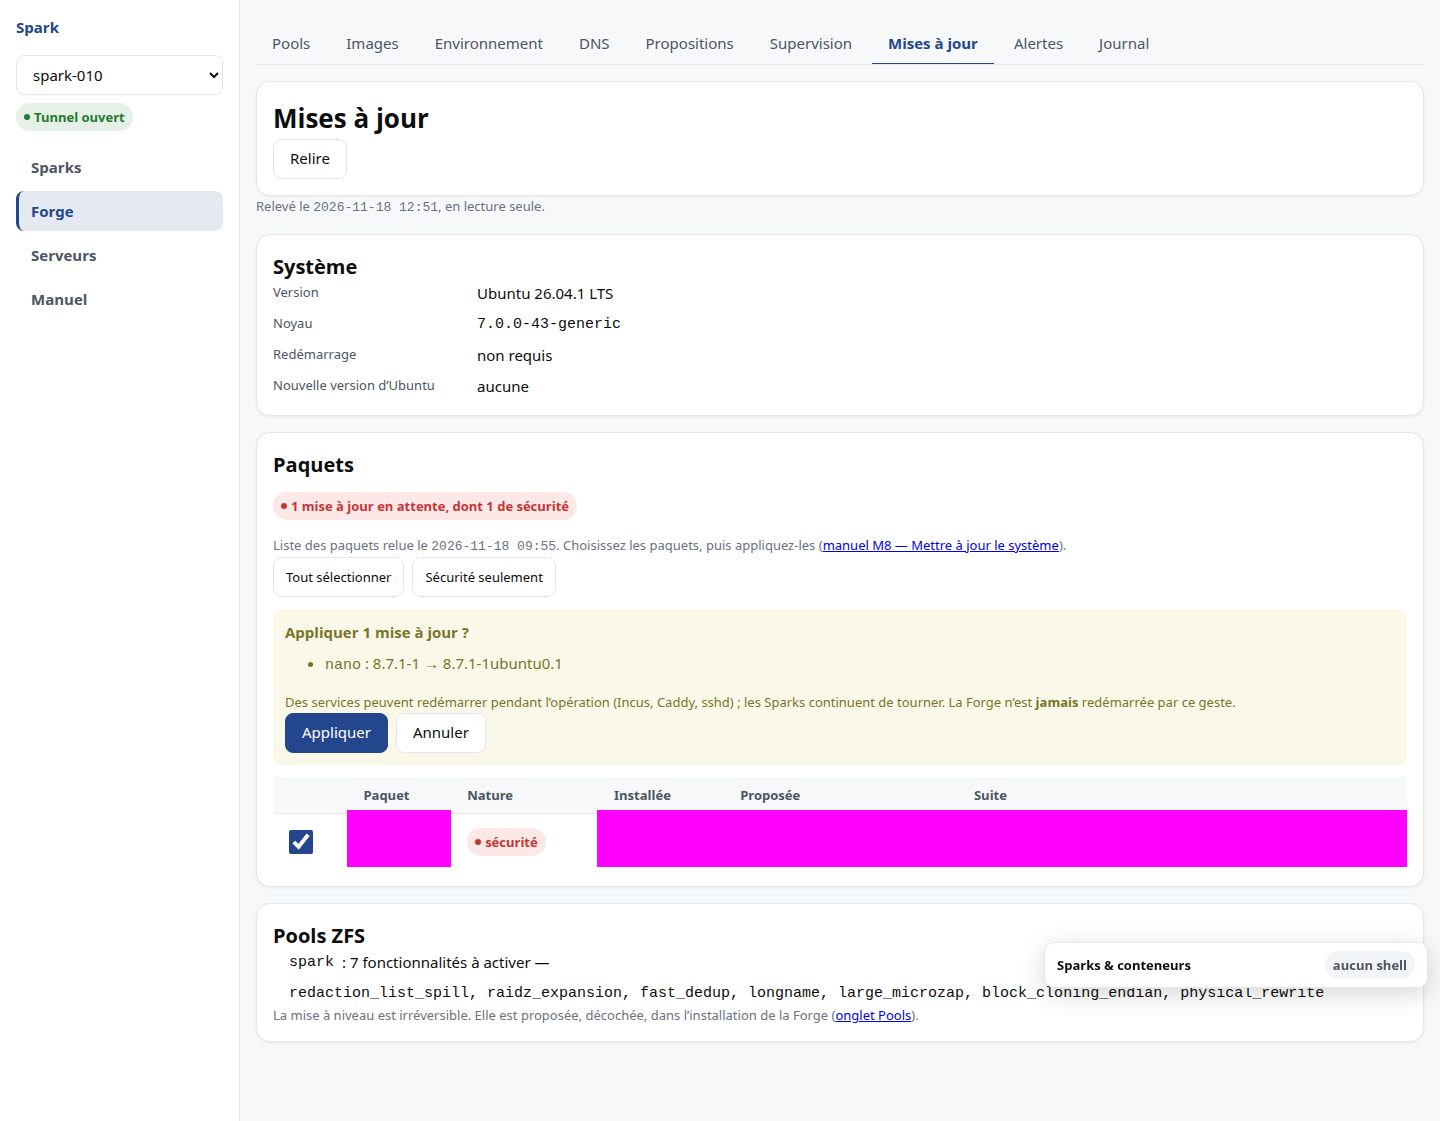 Spark
spark-010
Tunnel ouvert
Sparks
Forge
Serveurs
Manuel
Pools Images Environnement DNS Propositions Supervision Mises à jour Alertes Journal
Mises à jour
Relire
Relevé le 2026-11-18 12:51, en lecture seule.
Système
Version Ubuntu 26.04.1 LTS
Noyau 7.0.0-43-generic
Redémarrage non requis
Nouvelle version d’Ubuntu aucune
Paquets
1 mise à jour en attente, dont 1 de sécurité
Liste des paquets relue le 2026-11-18 09:55. Choisissez les paquets, puis appliquez-les (manuel M8 — Mettre à jour le système).
Tout sélectionner Sécurité seulement
Appliquer 1 mise à jour ?
• nano : 8.7.1-1 → 8.7.1-1ubuntu0.1
Des services peuvent redémarrer pendant l’opération (Incus, Caddy, sshd) ; les Sparks continuent de tourner. La Forge n’est jamais redémarrée par ce geste.
Appliquer Annuler
Paquet Nature Installée Proposée Suite
sécurité
Pools ZFS
spark : 7 fonctionnalités à activer —
redaction_list_spill, raidz_expansion, fast_dedup, longname, large_microzap, block_cloning_endian, physical_rewrite
La mise à niveau est irréversible. Elle est proposée, décochée, dans l’installation de la Forge (onglet Pools).
Sparks & conteneurs aucun shell